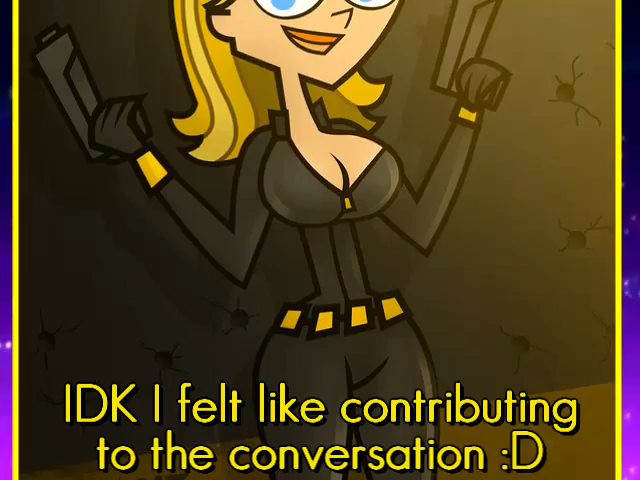 IDK I felt like contributing
to the conversation :D